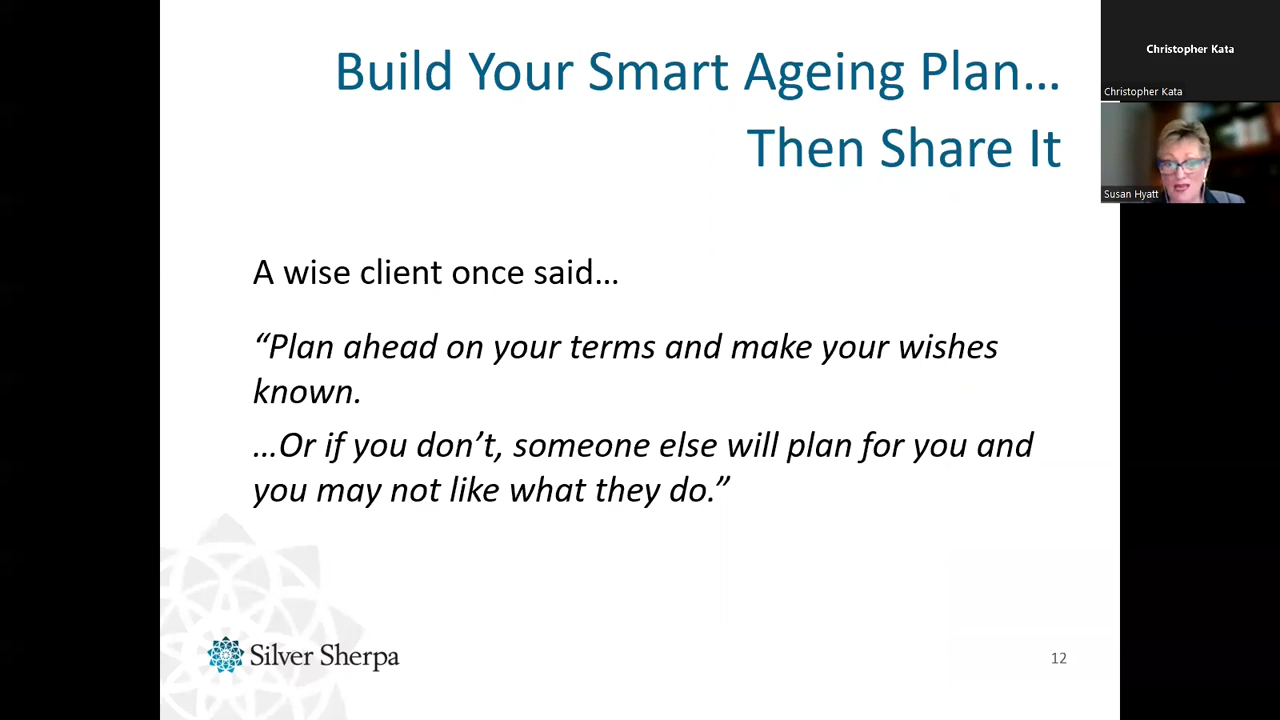 Build Your Smart Ageing Plan…
Then Share It
A wise client once said…
“Plan ahead on your terms and make your wishes
known.
…Or if you don’t, someone else will plan for you and
you may not like what they do.”
Silver Sherpa
12
Christopher Kata
Christopher Kata
Susan Hyatt